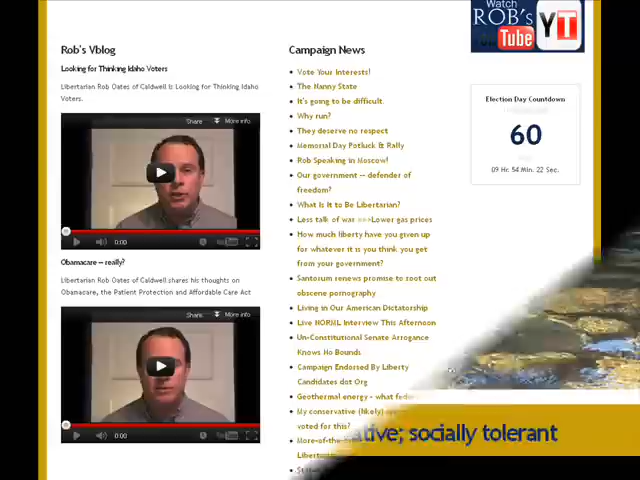 Watch
ROB's
YouTube
YT
Rob's Vblog
Looking for Thinking Idaho Voters
Libertarian Rob Oates of Caldwell is Looking for Thinking Idaho
Voters.
Share More info
0:00
Obamacare — really?
Libertarian Rob Oates of Caldwell shares his thoughts on
Obamacare, the Patient Protection and Affordable Care Act
Share More info
0:00
Campaign News
Vote Your Interests!
The Nanny State
It's going to be difficult.
Why run?
They deserve no respect
Memorial Day Potluck & Rally
Rob Speaking in Moscow!
Our government — defender of
freedom?
What Is It to Be Libertarian?
Less talk of war ==>Lower gas prices
How much liberty have you given up
for whatever it is you think you get
from your government?
Santorum renews promise to root out
obscene pornography
Living in Our American Dictatorship
Live NORML Interview This Afternoon
Un-Constitutional Senate Arrogance
Knows No Bounds
Campaign Endorsed By Liberty
Candidates dot Org
Geothermal energy – what fede
My conservative (likely)
voted for this?
More-of-the-
Liberta
Election Day Countdown
60
09 Hr. 54 Min. 22 Sec.
ative; socially tolerant